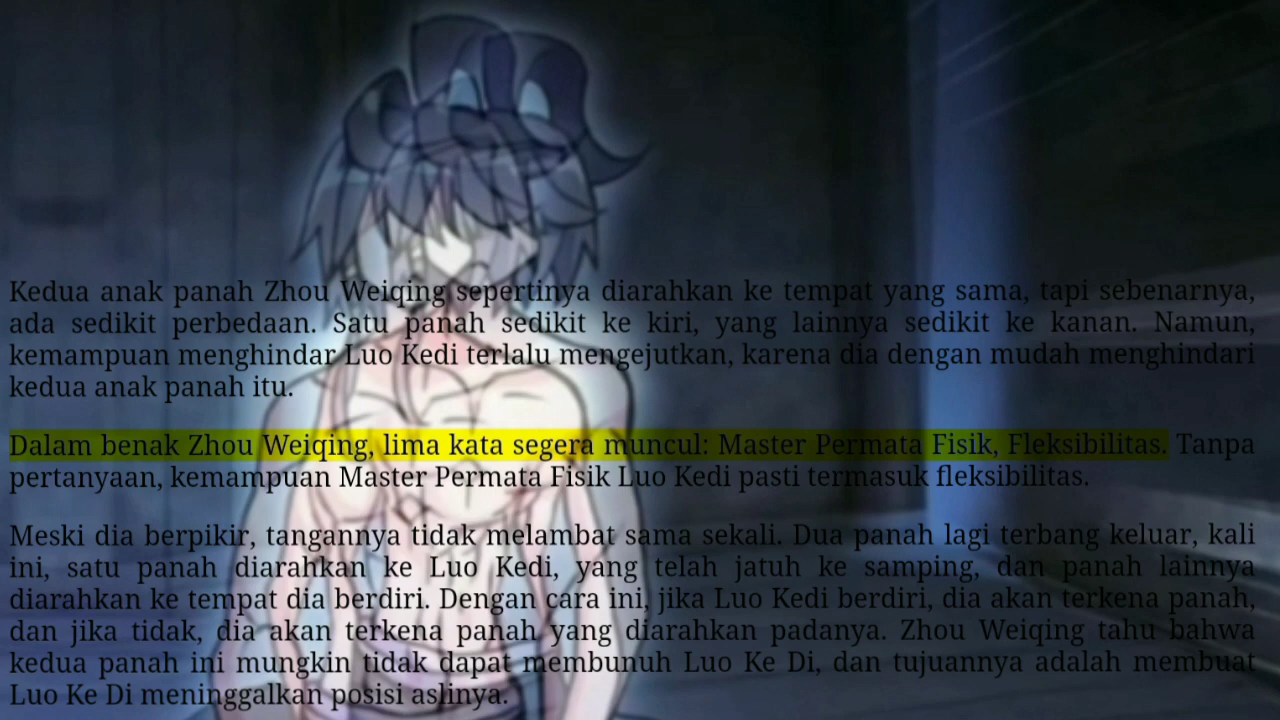 Kedua anak panah Zhou Weiqing sepertinya diarahkan ke tempat yang sama, tapi sebenarnya,
ada sedikit perbedaan. Satu panah sedikit ke kiri, yang lainnya sedikit ke kanan. Namun,
kemampuan menghindar Luo Kedi terlalu mengejutkan, karena dia dengan mudah menghindari
kedua anak panah itu.
Dalam benak Zhou Weiqing, lima kata segera muncul: Master Permata Fisik, Fleksibilitas. Tanpa
pertanyaan, kemampuan Master Permata Fisik Luo Kedi pasti termasuk fleksibilitas.
Meski dia berpikir, tangannya tidak melambat sama sekali. Dua panah lagi terbang keluar, kali
ini, satu panah diarahkan ke Luo Kedi, yang telah jatuh ke samping, dan panah lainnya
diarahkan ke tempat dia berdiri. Dengan cara ini, jika Luo Kedi berdiri, dia akan terkena panah,
dan jika tidak, dia akan terkena panah yang diarahkan padanya. Zhou Weiqing tahu bahwa
kedua panah ini mungkin tidak dapat membunuh Luo Ke Di, dan tujuannya adalah membuat
Luo Ke Di meninggalkan posisi aslinya.